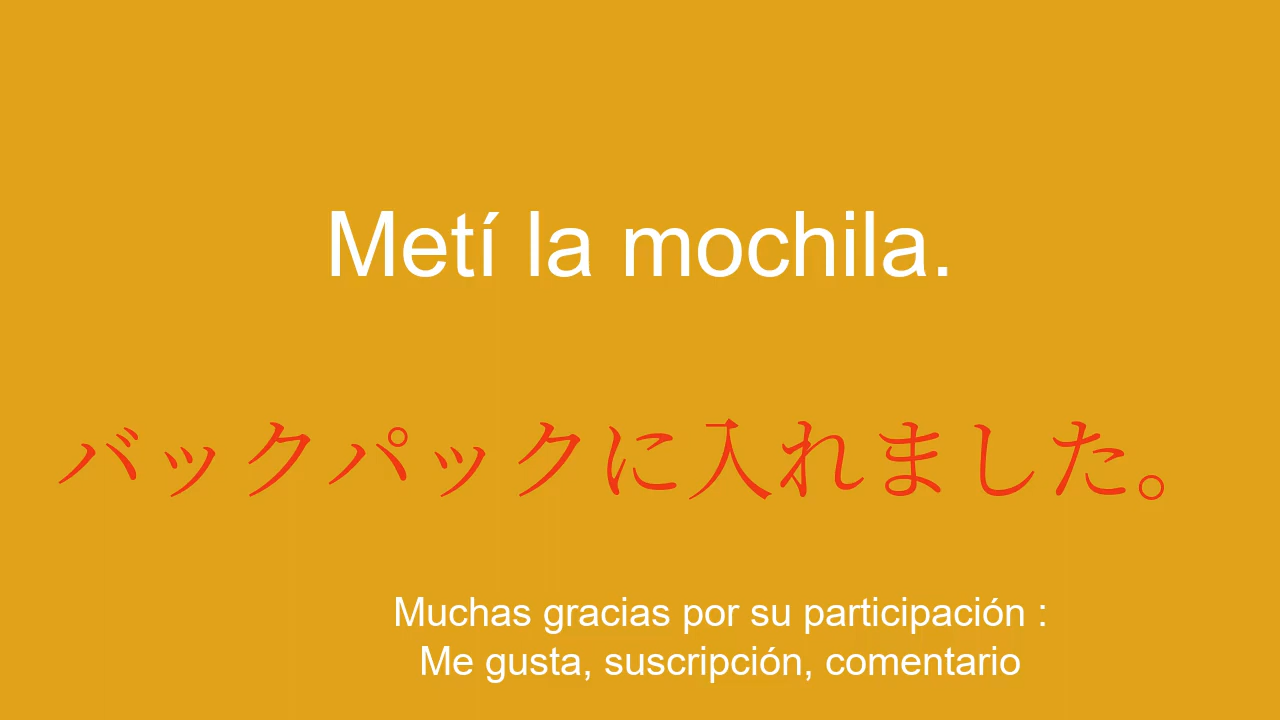 Metí la mochila.
バックパックに入れました。
Muchas gracias por su participación :
Me gusta, suscripción, comentario